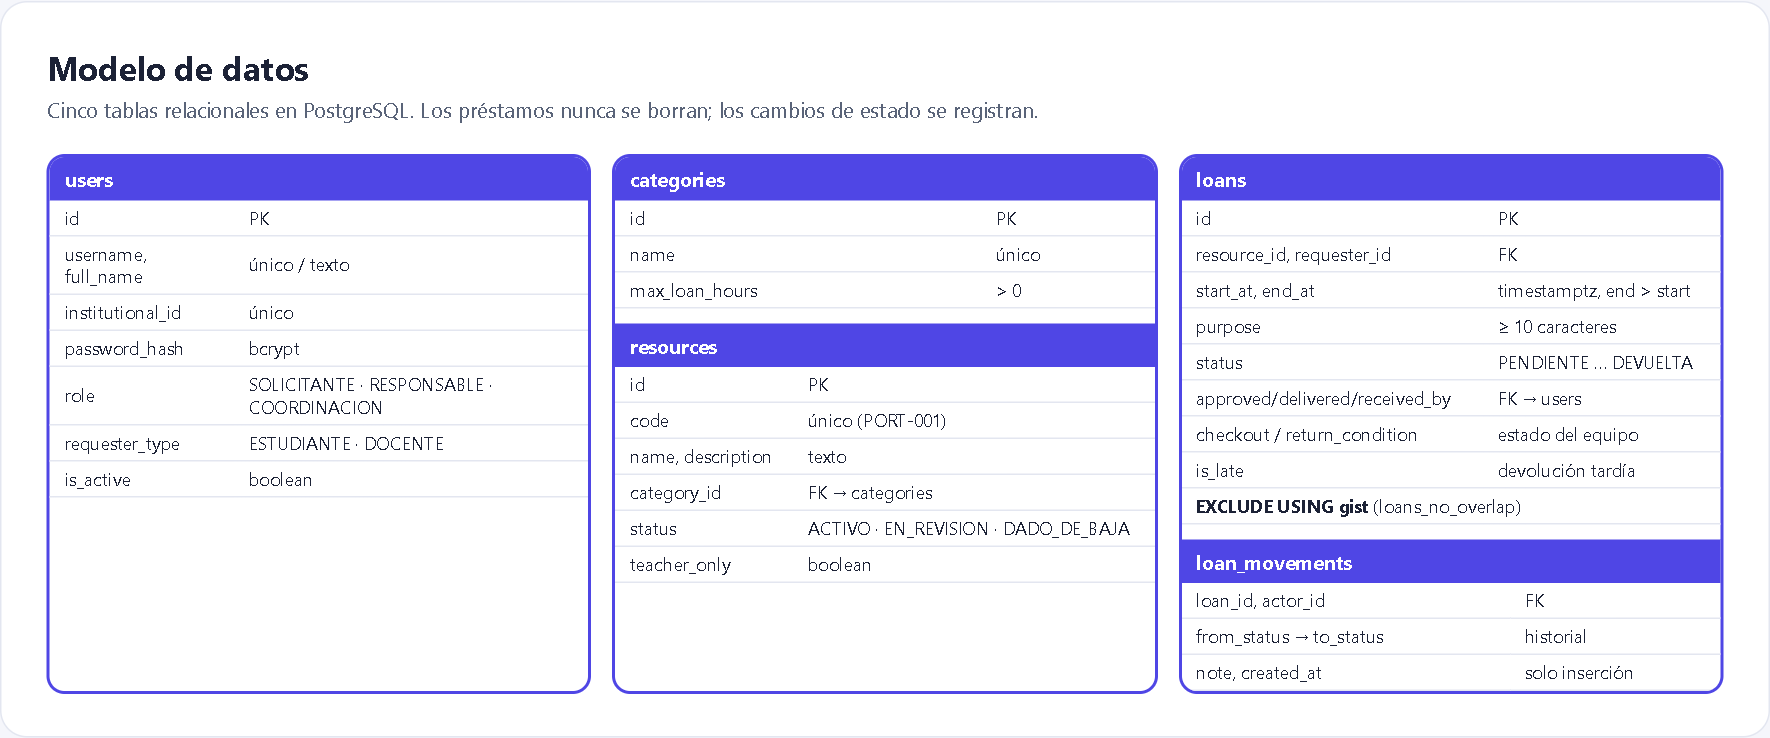 Modelo de datos
Cinco tablas relacionales en PostgreSQL. Los préstamos nunca se borran; los cambios de estado se registran.
users
id PK
username,
full_name único / texto
institutional_id único
password_hash bcrypt
role SOLICITANTE · RESPONSABLE ·
COORDINACION
requester_type ESTUDIANTE · DOCENTE
is_active boolean
categories
id PK
name único
max_loan_hours > 0
resources
id PK
code único (PORT-001)
name, description texto
category_id FK → categories
status ACTIVO · EN_REVISION · DADO_DE_BAJA
teacher_only boolean
loans
id PK
resource_id, requester_id FK
start_at, end_at timestamptz, end > start
purpose ≥ 10 caracteres
status PENDIENTE ... DEVUELTA
approved/delivered/received_by FK → users
checkout / return_condition estado del equipo
is_late devolución tardía
EXCLUDE USING gist (loans_no_overlap)
loan_movements
loan_id, actor_id FK
from_status → to_status historial
note, created_at solo inserción